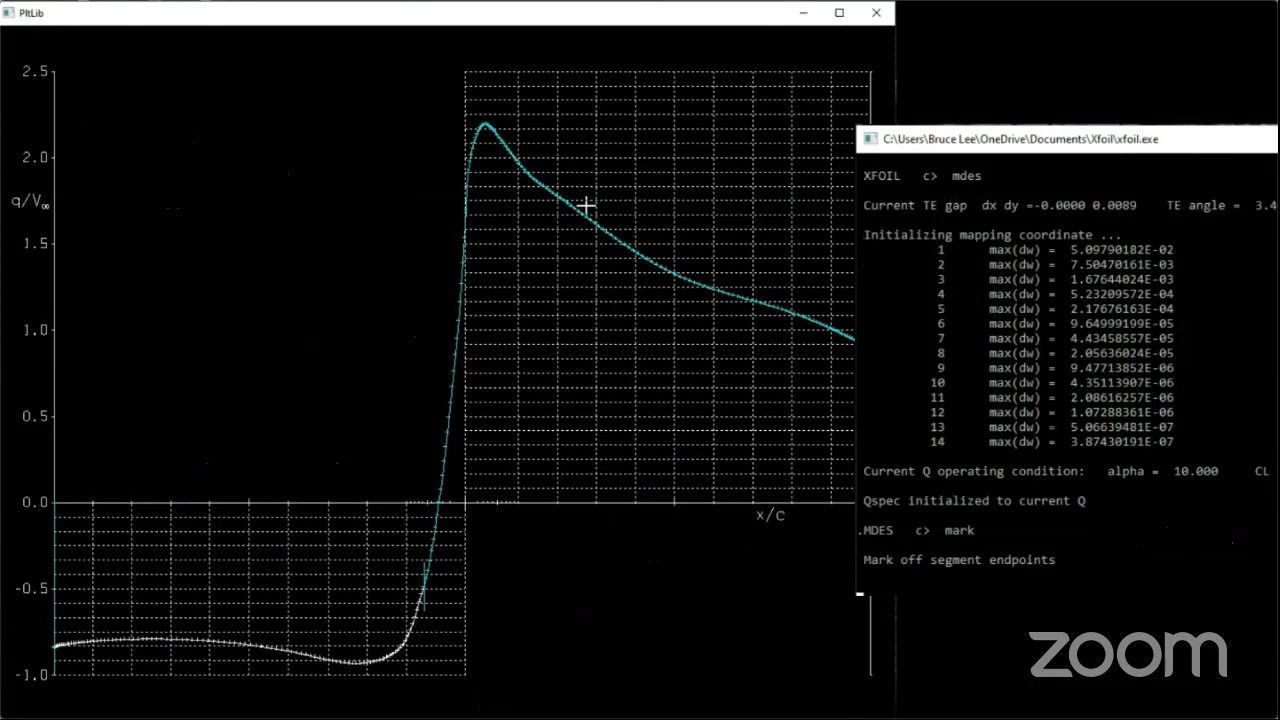 PltLib
2.5
2.0
q/V∞
1.5
1.0
0.5
0.0
x/c
-0.5
-1.0
C:\Users\Bruce Lee\OneDrive\Documents\Xfoil\xfoil.exe
XFOIL c> mdes
Current TE gap dx dy =-0.0000 0.0089 TE angle = 3.4
Initializing mapping coordinate ...
1 max(dw) = 5.09790182E-02
2 max(dw) = 7.50470161E-03
3 max(dw) = 1.67644024E-03
4 max(dw) = 5.23209572E-04
5 max(dw) = 2.17676163E-04
6 max(dw) = 9.64999199E-05
7 max(dw) = 4.43458557E-05
8 max(dw) = 2.05636024E-05
9 max(dw) = 9.47713852E-06
10 max(dw) = 4.35113907E-06
11 max(dw) = 2.08616257E-06
12 max(dw) = 1.07288361E-06
13 max(dw) = 5.06639481E-07
14 max(dw) = 3.87430191E-07
Current Q operating condition: alpha = 10.000 CL
Qspec initialized to current Q
.MDES c> mark
Mark off segment endpoints
zoom